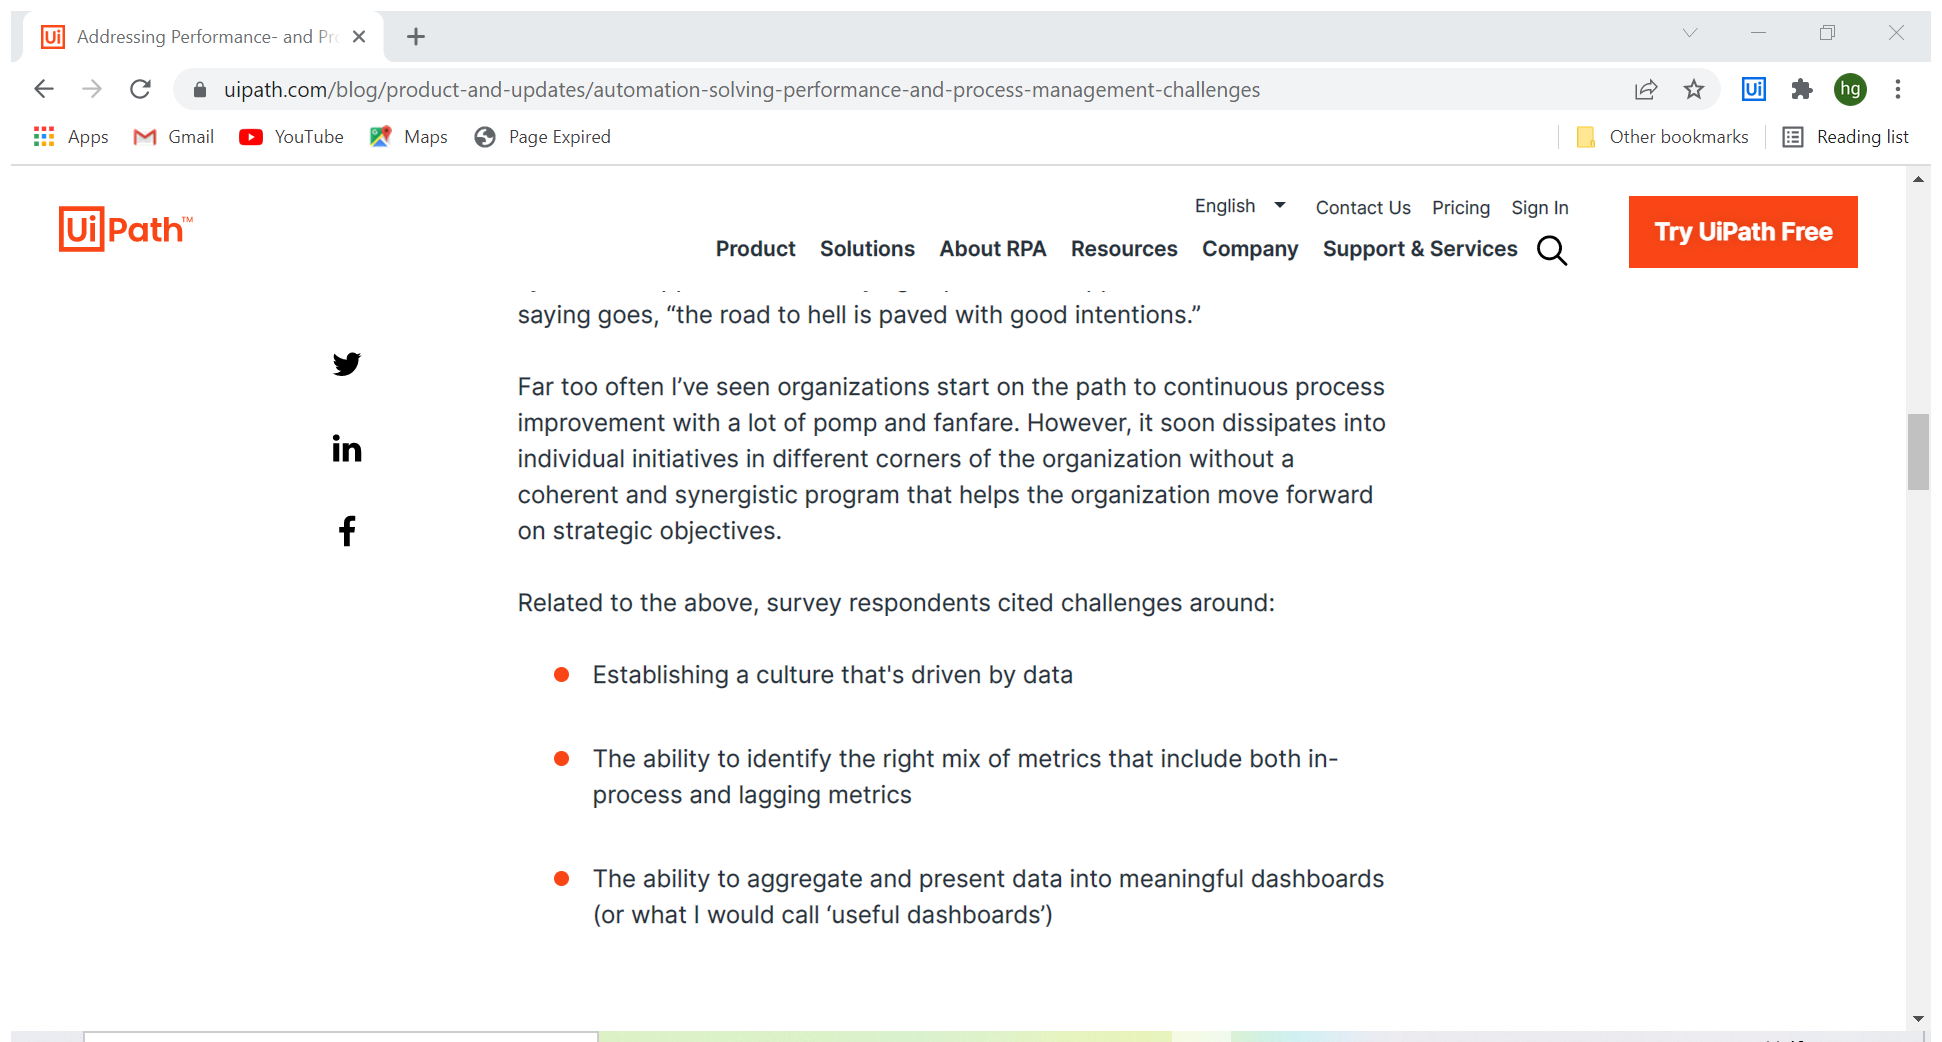 Ui Addressing Performance- and Pr
uipath.com/blog/product-and-updates/automation-solving-performance-and-process-management-challenges
Ui
hg
Apps
Gmail
YouTube
Maps
Page Expired
Other bookmarks
Reading list
English
Contact Us
Pricing
Sign In
UiPath™
Product
Solutions
About RPA
Resources
Company
Support & Services
Try UiPath Free
saying goes, “the road to hell is paved with good intentions.”
Far too often I’ve seen organizations start on the path to continuous process
improvement with a lot of pomp and fanfare. However, it soon dissipates into
individual initiatives in different corners of the organization without a
coherent and synergistic program that helps the organization move forward
on strategic objectives.
in
f
Related to the above, survey respondents cited challenges around:
Establishing a culture that's driven by data
The ability to identify the right mix of metrics that include both in-
process and lagging metrics
The ability to aggregate and present data into meaningful dashboards
(or what I would call ‘useful dashboards’)